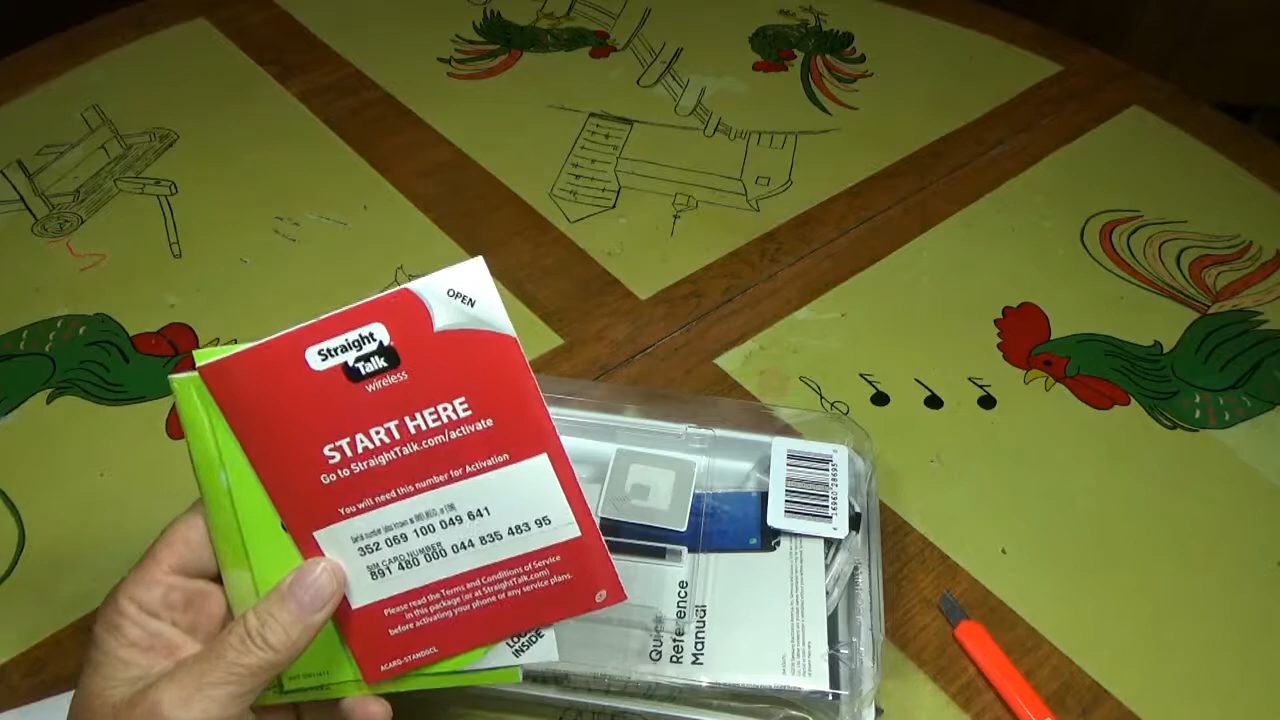 OPEN
Straight
Talk
wireless
START HERE
Go to StraightTalk.com/activate
You will need this number for Activation
352 069 100 049 641
SIM CARD NUMBER
891 480 000 044 835 483 95
Please read the Terms and Conditions of Service
in this package (or at StraightTalk.com)
before activating your phone or any service plans.
INSIDE
Quick
Reference
Manual